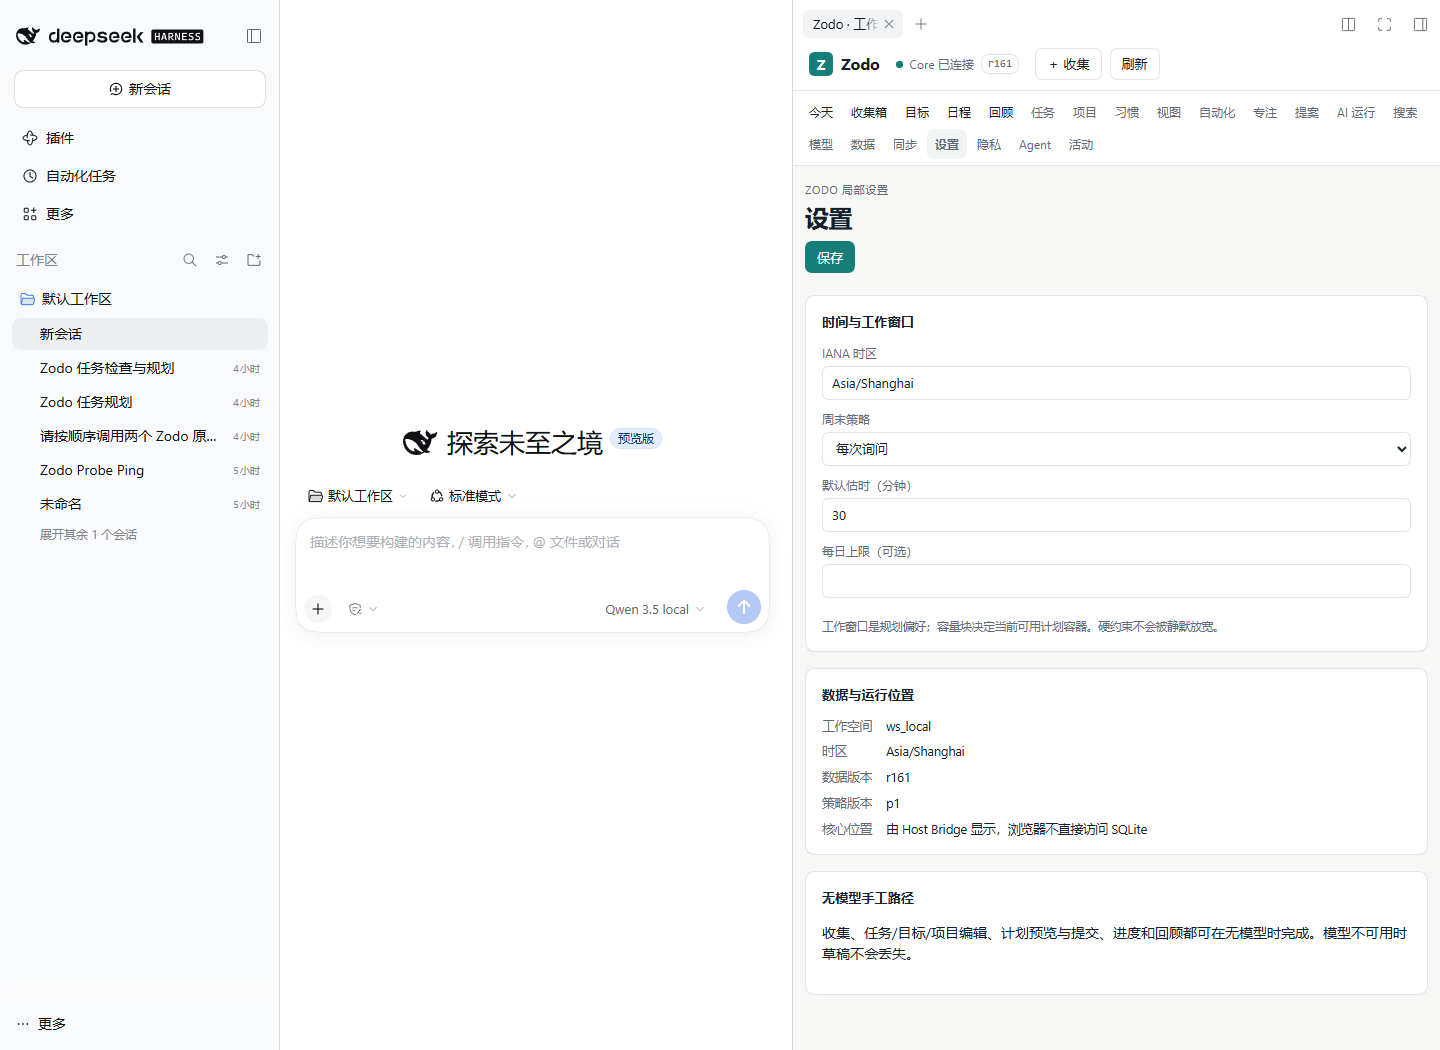 deepseek HARNESS
新会话
插件
自动化任务
更多
工作区
默认工作区
新会话
Zodo 任务检查与规划 4小时
Zodo 任务规划 4小时
请按顺序调用两个 Zodo 原... 4小时
Zodo Probe Ping 5小时
未命名 5小时
展开其余 1 个会话
更多
探索未至之境 预览版
默认工作区 标准模式
描述你想要构建的内容, / 调用指令, @ 文件或对话
Qwen 3.5 local
Zodo · 工作
Z Zodo Core 已连接 r161 + 收集 刷新
今天 收集箱 目标 日程 回顾 任务 项目 习惯 视图 自动化 专注 提案 AI 运行 搜索
模型 数据 同步 设置 隐私 Agent 活动
ZODO 局部设置
设置
保存
时间与工作窗口
IANA 时区
Asia/Shanghai
周末策略
每次询问
默认估时（分钟）
30
每日上限（可选）
工作窗口是规划偏好；容量块决定当前可用计划容器。硬约束不会被静默放宽。
数据与运行位置
工作空间 ws_local
时区 Asia/Shanghai
数据版本 r161
策略版本 p1
核心位置 由 Host Bridge 显示，浏览器不直接访问 SQLite
无模型手工路径
收集、任务/目标/项目编辑、计划预览与提交、进度和回顾都可在无模型时完成。模型不可用时
草稿不会丢失。